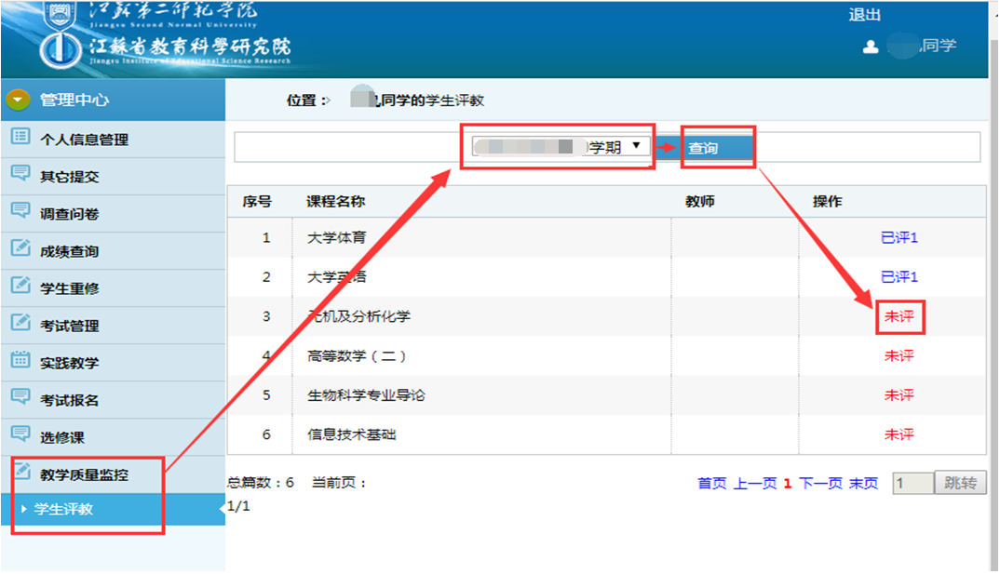 江苏第二师范学院
Jiangsu Second Normal University
退出
江蘇省教育科學研究院
Jiangsu Institute of Educational Science Research
同学
管理中心
位置：
同学的学生评教
个人信息管理
其它提交
调查问卷
成绩查询
学生重修
考试管理
实践教学
考试报名
选修课
教学质量监控
学生评教
学期 ▼
查询
序号 课程名称 教师 操作
1 大学体育 已评1
2 大学英语 已评1
3 无机及分析化学 未评
4 高等数学（二） 未评
5 生物科学专业导论 未评
6 信息技术基础 未评
总篇数：6 当前页：
1/1
首页 上一页 1 下一页 末页 1 跳转